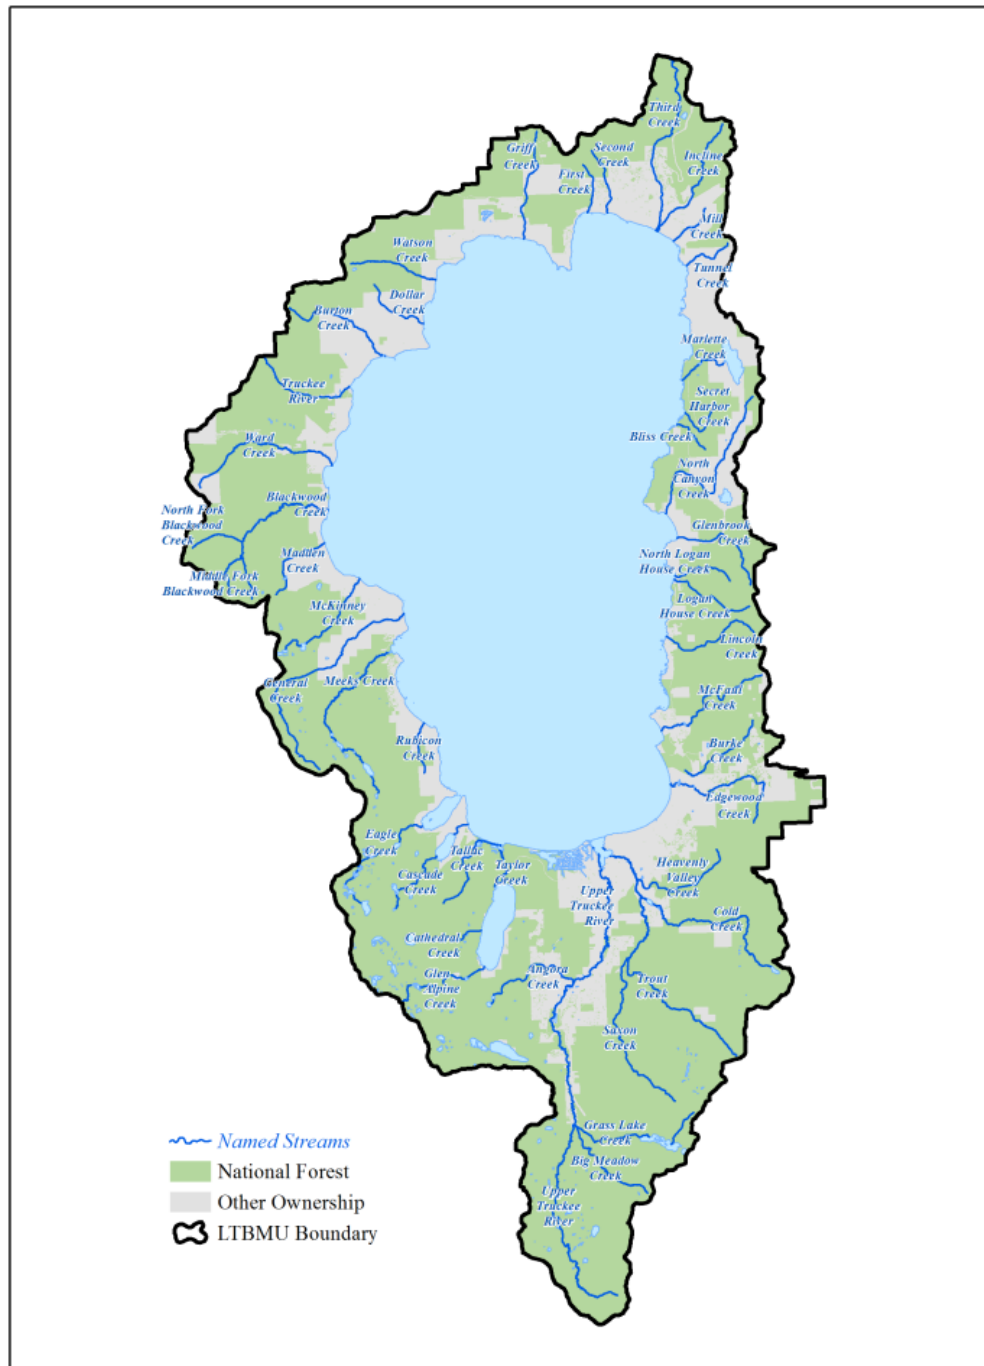 Third
Creek
Griff
Creek
Second
Creek
Incline
Creek
First
Creek
Mill
Creek
Watson
Creek
Tunnel
Creek
Dollar
Creek
Burton
Creek
Marlette
Creek
Truckee
River
Secret
Harbor
Creek
Bliss Creek
Ward
Creek
North
Canyon
Creek
Blackwood
Creek
North Fork
Blackwood
Creek
Glenbrook
Creek
Madden
Creek
North Logan
House Creek
Middle Fork
Blackwood Creek
McKinney
Creek
Logan
House Creek
Lincoln
Creek
General
Creek
Meeks Creek
McFaul
Creek
Rubicon
Creek
Burke
Creek
Edgewood
Creek
Eagle
Creek
Tallac
Creek
Taylor
Creek
Heavenly
Valley
Creek
Cascade
Creek
Upper
Truckee
River
Cold
Creek
Cathedral
Creek
Glen
Alpine
Creek
Angora
Creek
Trout
Creek
Saxon
Creek
Grass Lake
Creek
Big Meadow
Creek
Upper
Truckee
River
Named Streams
National Forest
Other Ownership
LTBMU Boundary